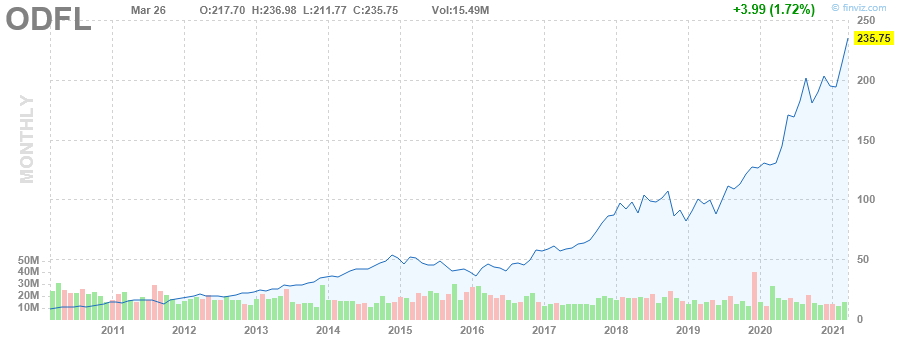 ODFL Mar 26 O:217.70 H:236.98 L:211.77 C:235.75 Vol:15.49M +3.99 (1.72%) © finviz.com
MONTHLY
250
235.75
200
150
100
50
0
50M
40M
30M
20M
10M
2011 2012 2013 2014 2015 2016 2017 2018 2019 2020 2021